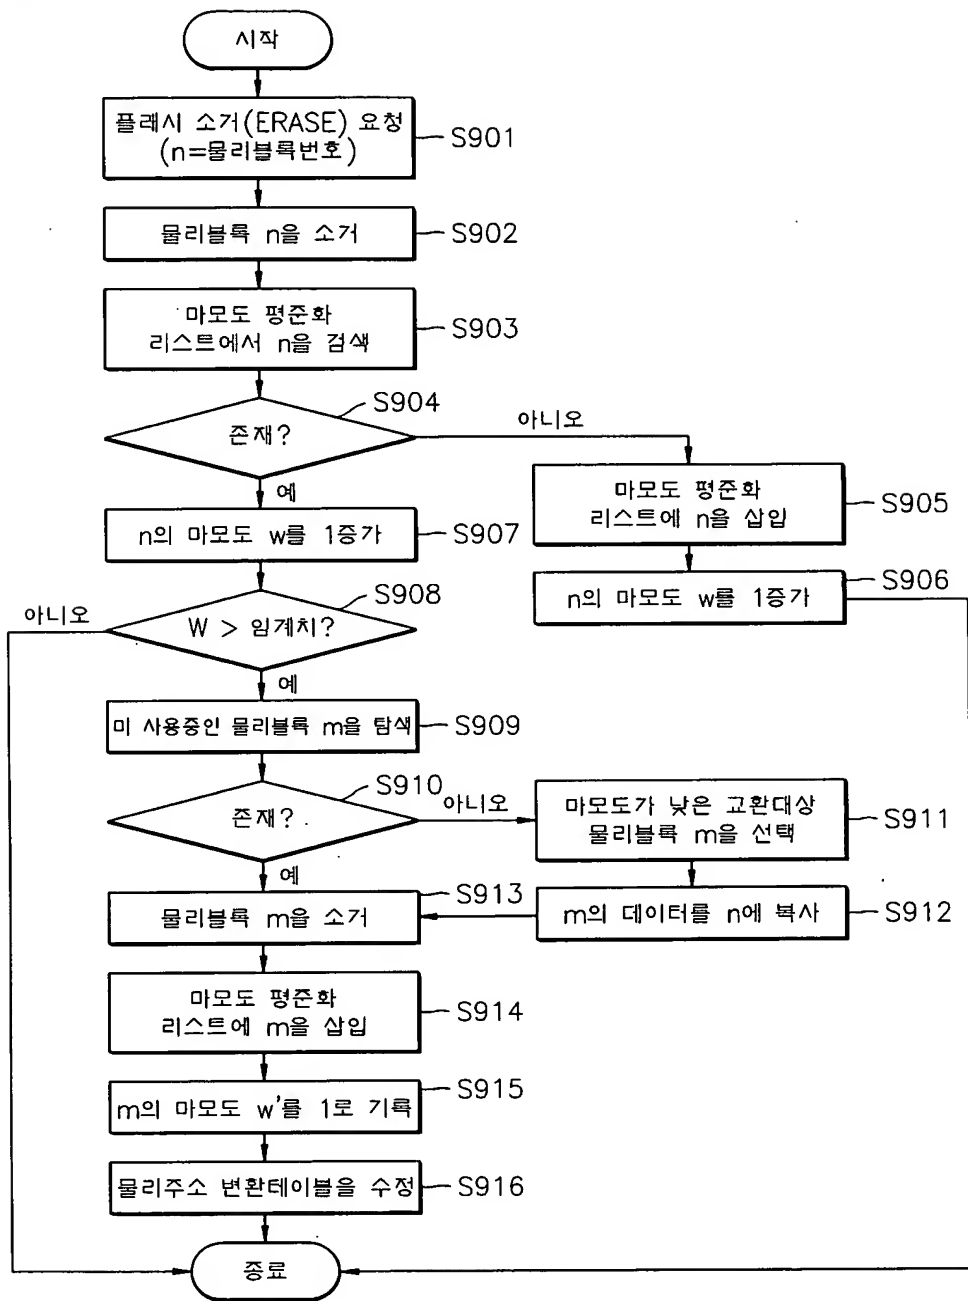 시작
플래시 소거(ERASE) 요청
(n=물리블록번호)
S901
물리블록 n을 소거
S902
마모도 평준화
리스트에서 n을 검색
S903
S904
존재?
아니오
예
마모도 평준화
리스트에 n을 삽입
S905
n의 마모도 w를 1증가
S907
S906
n의 마모도 w를 1증가
S908
아니오
W > 임계치?
예
미 사용중인 물리블록 m을 탐색
S909
S910
존재?
아니오
마모도가 낮은 교환대상
물리블록 m을 선택
S911
예
S913
물리블록 m을 소거
m의 데이터를 n에 복사
S912
마모도 평준화
리스트에 m을 삽입
S914
S915
m의 마모도 w'를 1로 기록
물리주소 변환테이블을 수정
S916
종료